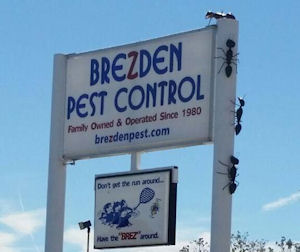 BREZDEN
PEST CONTROL
Family Owned & Operated Since 1980
brezdenpest.com
Don't get the run around...
Have the "BREZ" around.